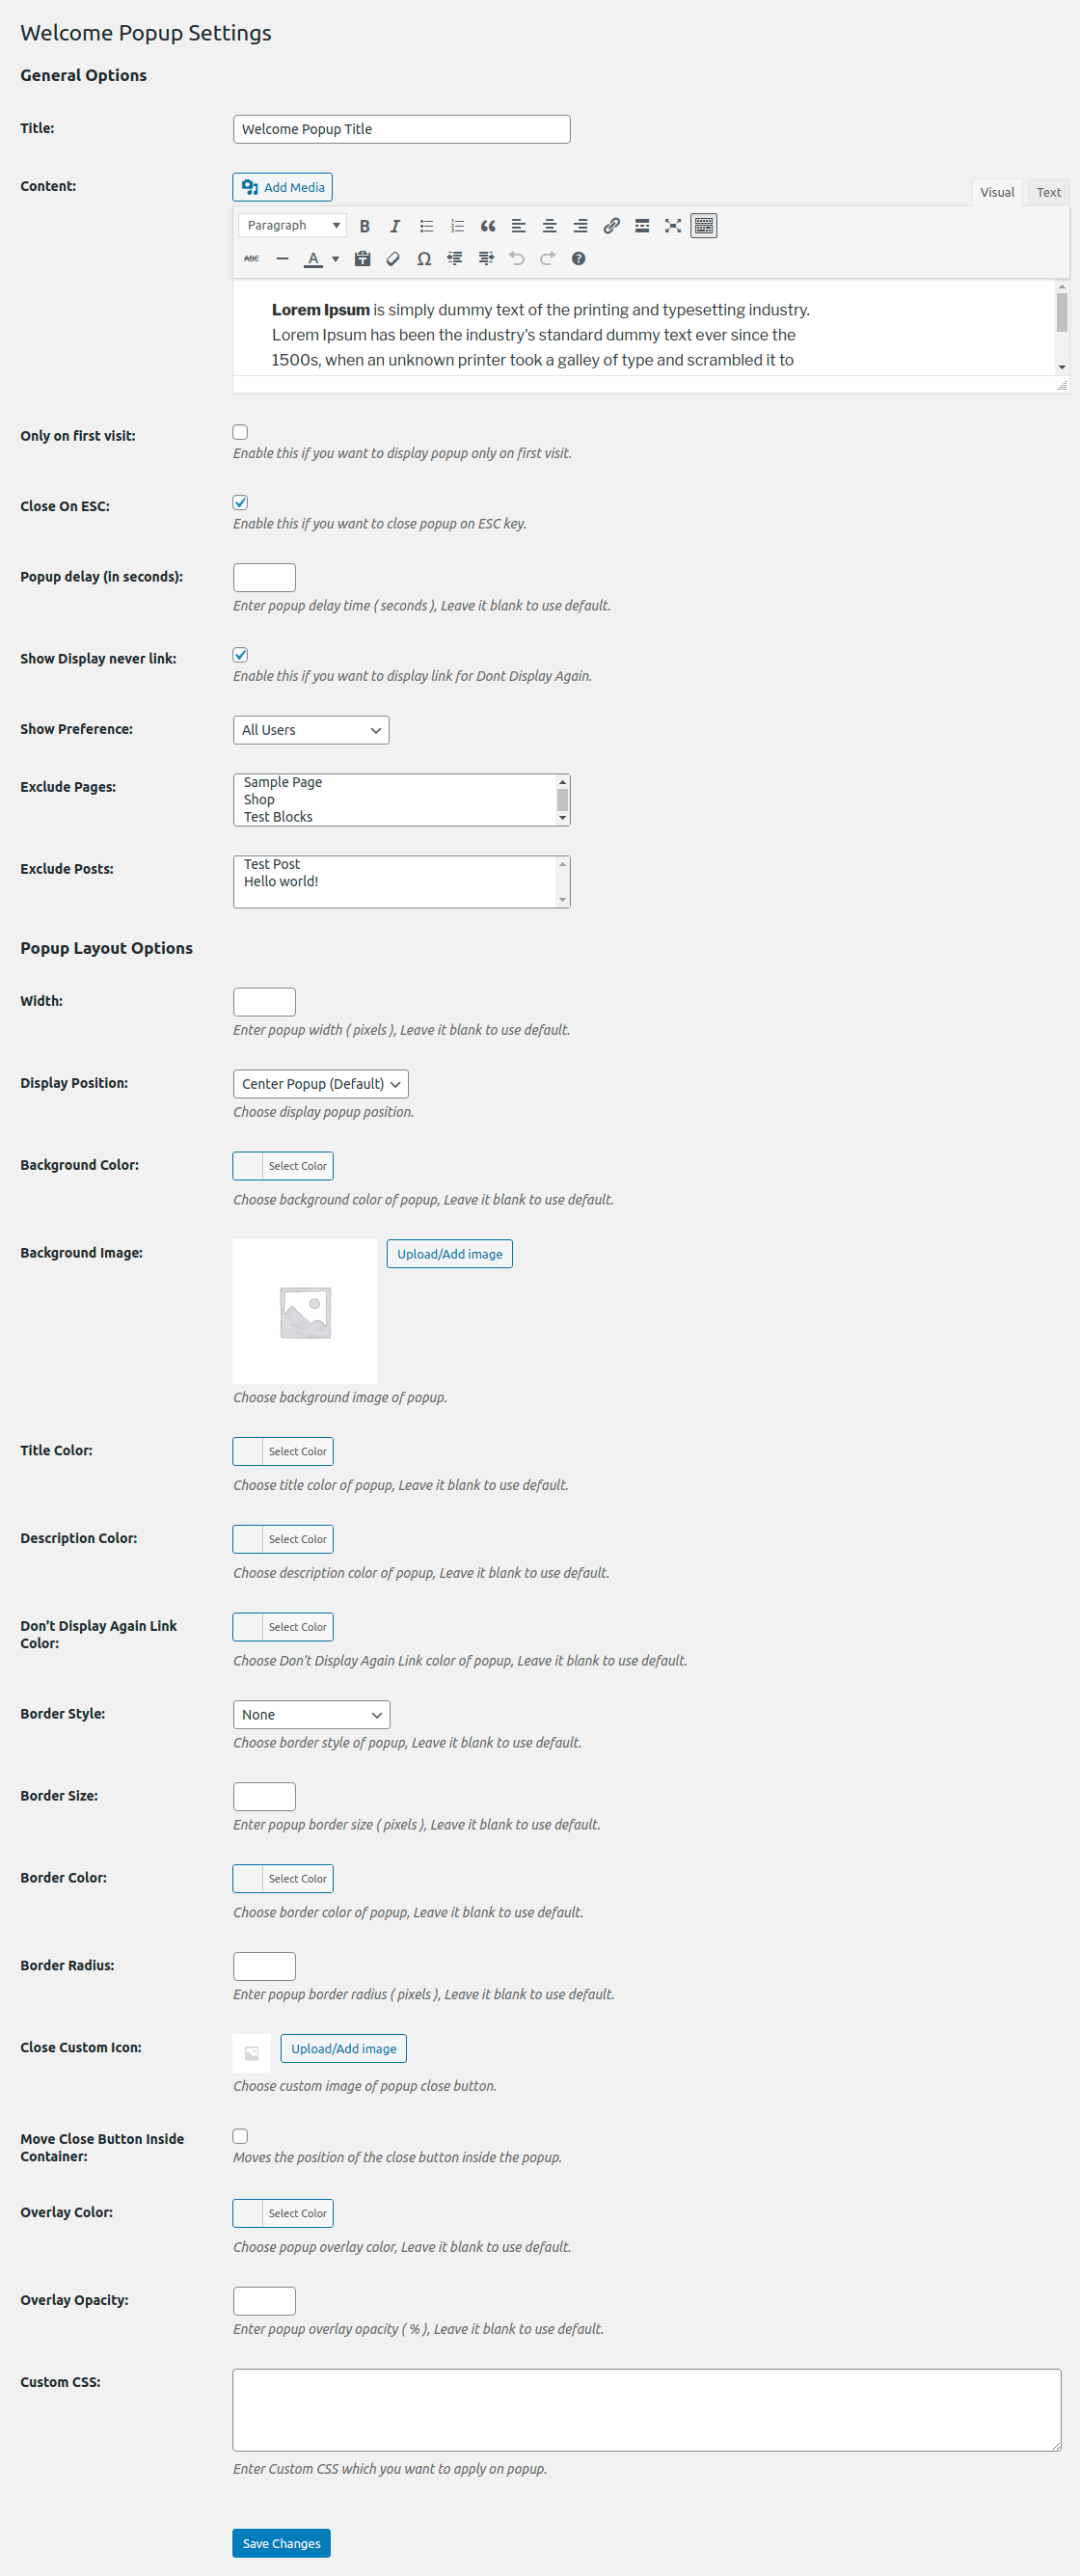 Welcome Popup Settings
General Options
Title:
Welcome Popup Title
Content:
Add Media
Visual
Text
Paragraph
B
I
ABC
A
Ω
Lorem Ipsum is simply dummy text of the printing and typesetting industry.
Lorem Ipsum has been the industry's standard dummy text ever since the
1500s, when an unknown printer took a galley of type and scrambled it to
Only on first visit:
Enable this if you want to display popup only on first visit.
Close On ESC:
Enable this if you want to close popup on ESC key.
Popup delay (in seconds):
Enter popup delay time ( seconds ), Leave it blank to use default.
Show Display never link:
Enable this if you want to display link for Dont Display Again.
Show Preference:
All Users
Exclude Pages:
Sample Page
Shop
Test Blocks
Exclude Posts:
Test Post
Hello world!
Popup Layout Options
Width:
Enter popup width ( pixels ), Leave it blank to use default.
Display Position:
Center Popup (Default)
Choose display popup position.
Background Color:
Select Color
Choose background color of popup, Leave it blank to use default.
Background Image:
Upload/Add image
Choose background image of popup.
Title Color:
Select Color
Choose title color of popup, Leave it blank to use default.
Description Color:
Select Color
Choose description color of popup, Leave it blank to use default.
Don't Display Again Link
Color:
Select Color
Choose Don't Display Again Link color of popup, Leave it blank to use default.
Border Style:
None
Choose border style of popup, Leave it blank to use default.
Border Size:
Enter popup border size ( pixels ), Leave it blank to use default.
Border Color:
Select Color
Choose border color of popup, Leave it blank to use default.
Border Radius:
Enter popup border radius ( pixels ), Leave it blank to use default.
Close Custom Icon:
Upload/Add image
Choose custom image of popup close button.
Move Close Button Inside
Container:
Moves the position of the close button inside the popup.
Overlay Color:
Select Color
Choose popup overlay color, Leave it blank to use default.
Overlay Opacity:
Enter popup overlay opacity ( % ), Leave it blank to use default.
Custom CSS:
Enter Custom CSS which you want to apply on popup.
Save Changes